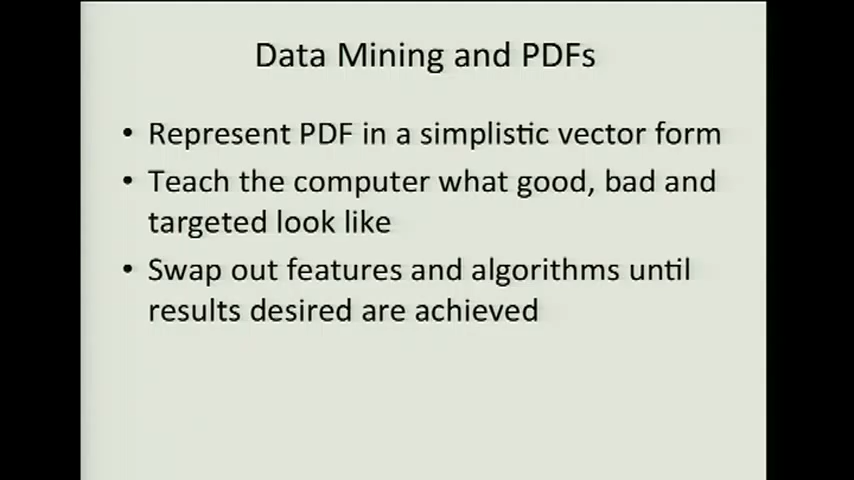 Data Mining and PDFs
• Represent PDF in a simplistic vector form
• Teach the computer what good, bad and
targeted look like
• Swap out features and algorithms until
results desired are achieved